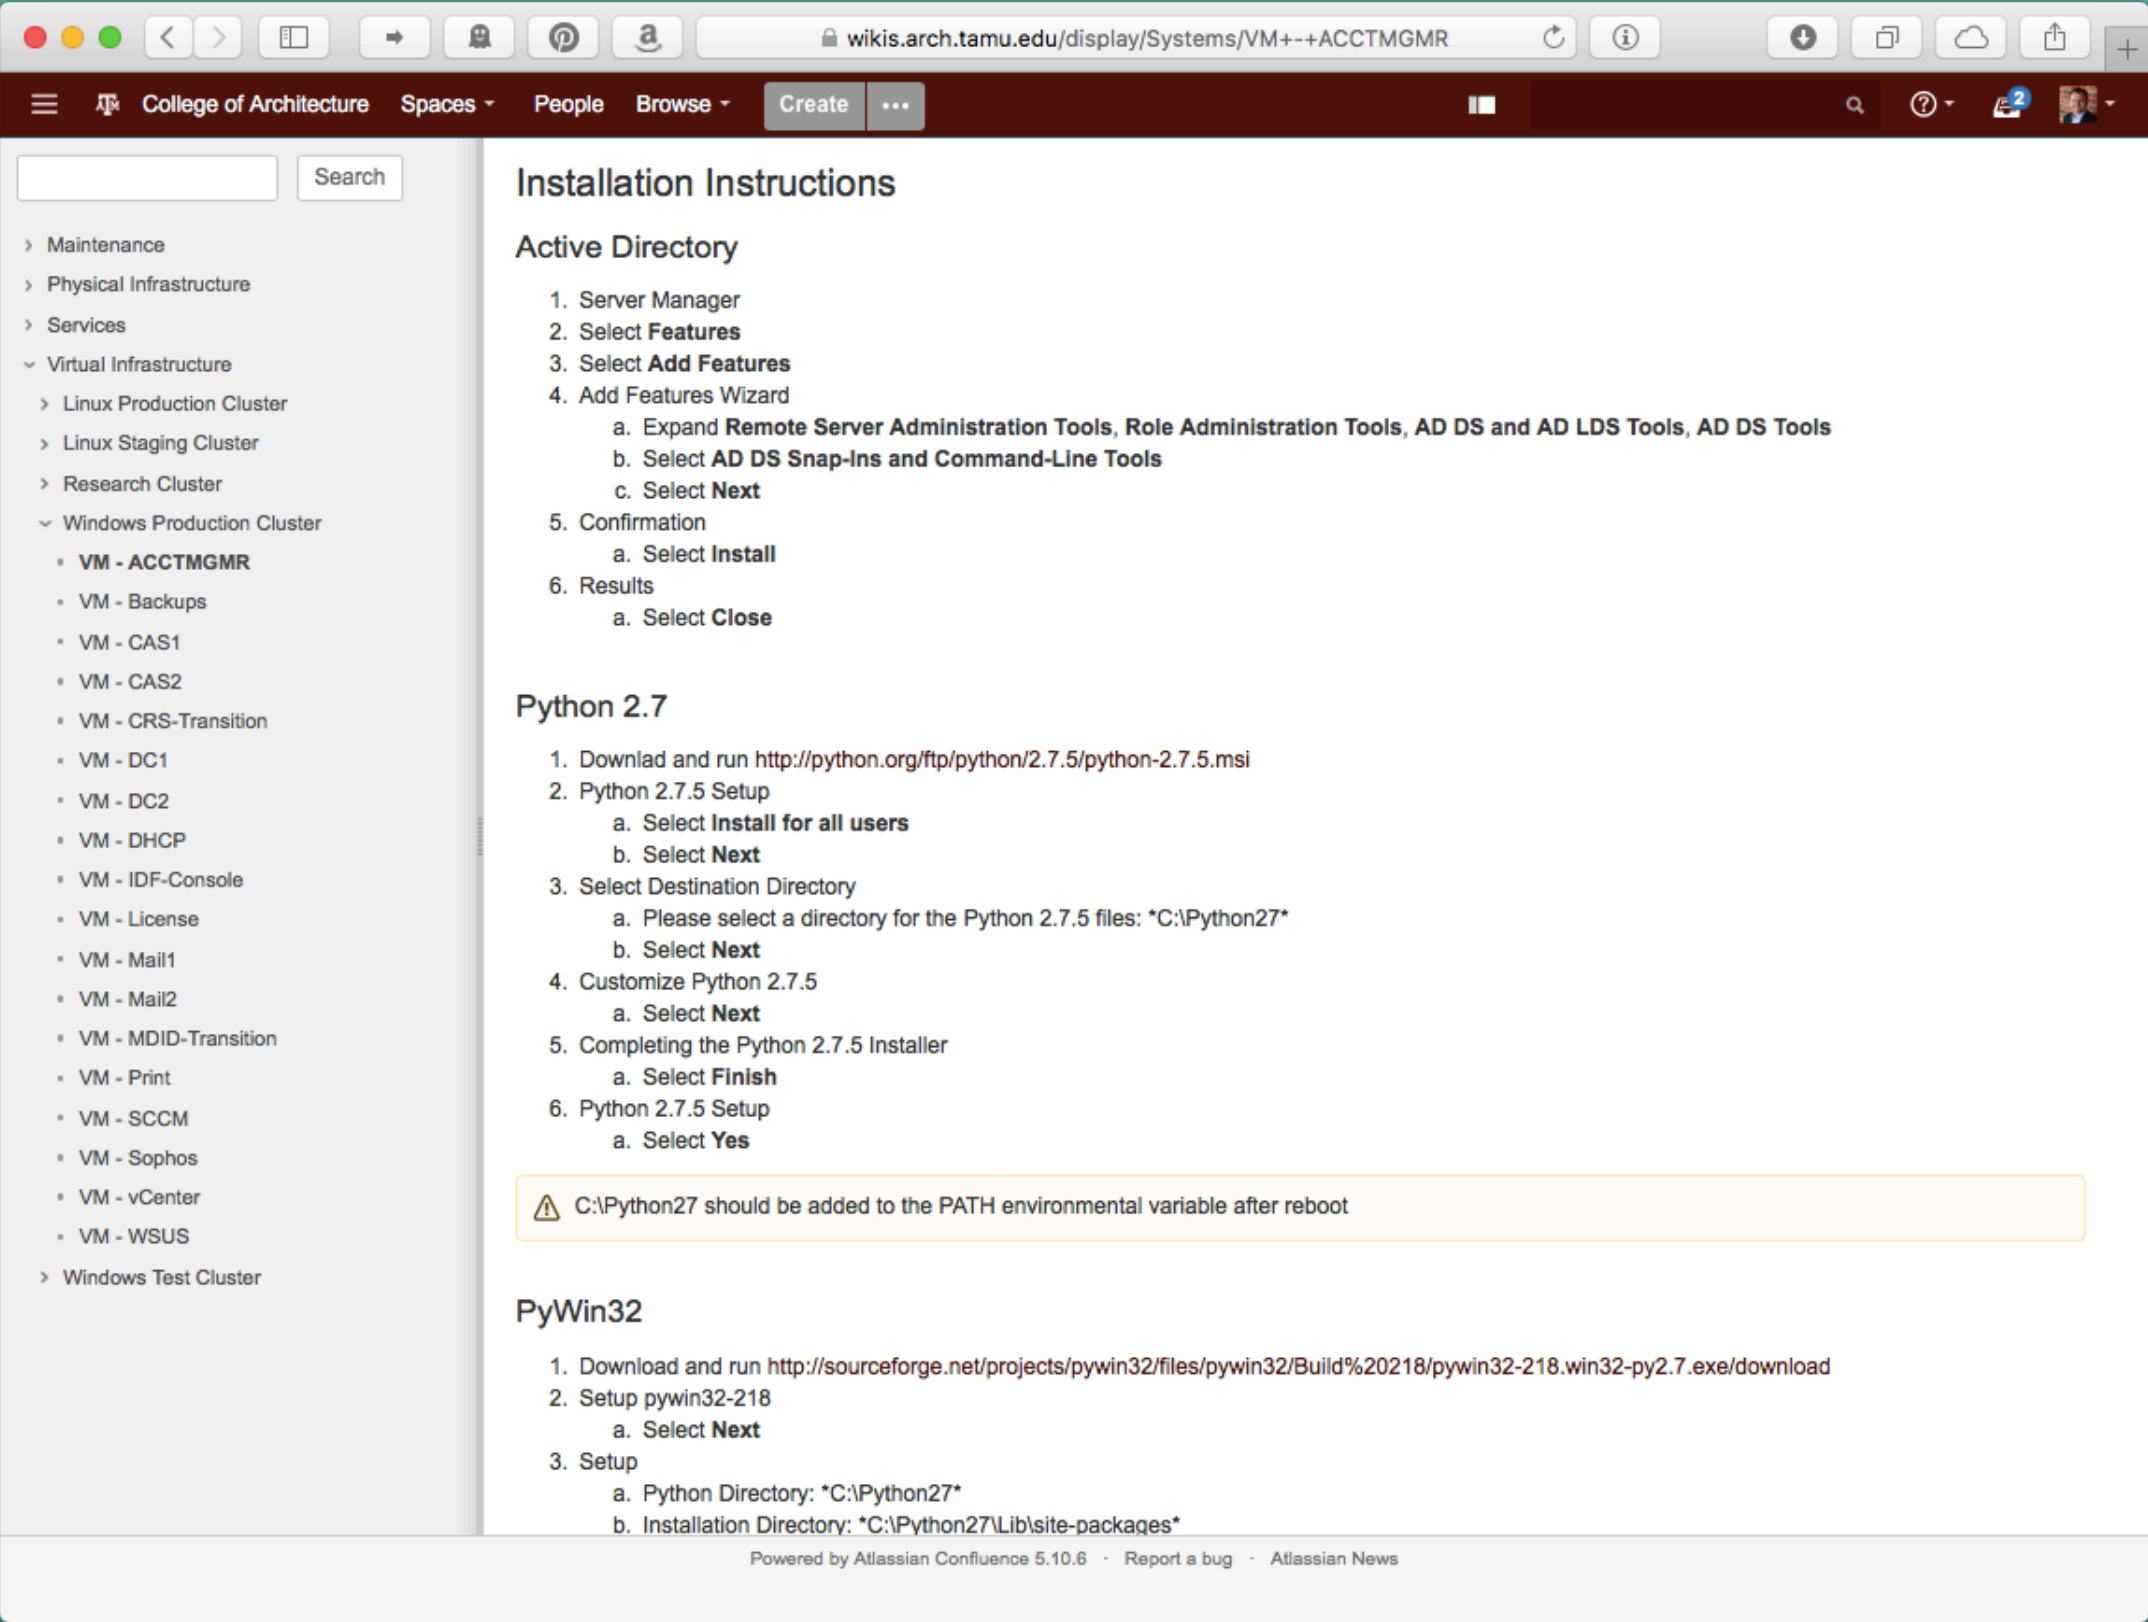 wikis.arch.tamu.edu/display/Systems/VM+-+ACCTMGMR
College of Architecture Spaces People Browse Create ••• 2
Search
Maintenance
Physical Infrastructure
Services
Virtual Infrastructure
Linux Production Cluster
Linux Staging Cluster
Research Cluster
Windows Production Cluster
VM - ACCTMGMR
VM - Backups
VM - CAS1
VM - CAS2
VM - CRS-Transition
VM - DC1
VM - DC2
VM - DHCP
VM - IDF-Console
VM - License
VM - Mail1
VM - Mail2
VM - MDID-Transition
VM - Print
VM - SCCM
VM - Sophos
VM - vCenter
VM - WSUS
Windows Test Cluster
Installation Instructions
Active Directory
1. Server Manager
2. Select Features
3. Select Add Features
4. Add Features Wizard
a. Expand Remote Server Administration Tools, Role Administration Tools, AD DS and AD LDS Tools, AD DS Tools
b. Select AD DS Snap-Ins and Command-Line Tools
c. Select Next
5. Confirmation
a. Select Install
6. Results
a. Select Close
Python 2.7
1. Downlad and run http://python.org/ftp/python/2.7.5/python-2.7.5.msi
2. Python 2.7.5 Setup
a. Select Install for all users
b. Select Next
3. Select Destination Directory
a. Please select a directory for the Python 2.7.5 files: *C:\Python27*
b. Select Next
4. Customize Python 2.7.5
a. Select Next
5. Completing the Python 2.7.5 Installer
a. Select Finish
6. Python 2.7.5 Setup
a. Select Yes
C:\Python27 should be added to the PATH environmental variable after reboot
PyWin32
1. Download and run http://sourceforge.net/projects/pywin32/files/pywin32/Build%20218/pywin32-218.win32-py2.7.exe/download
2. Setup pywin32-218
a. Select Next
3. Setup
a. Python Directory: *C:\Python27*
b. Installation Directory: *C:\Python27\Lib\site-packages*
Powered by Atlassian Confluence 5.10.6 · Report a bug · Atlassian News